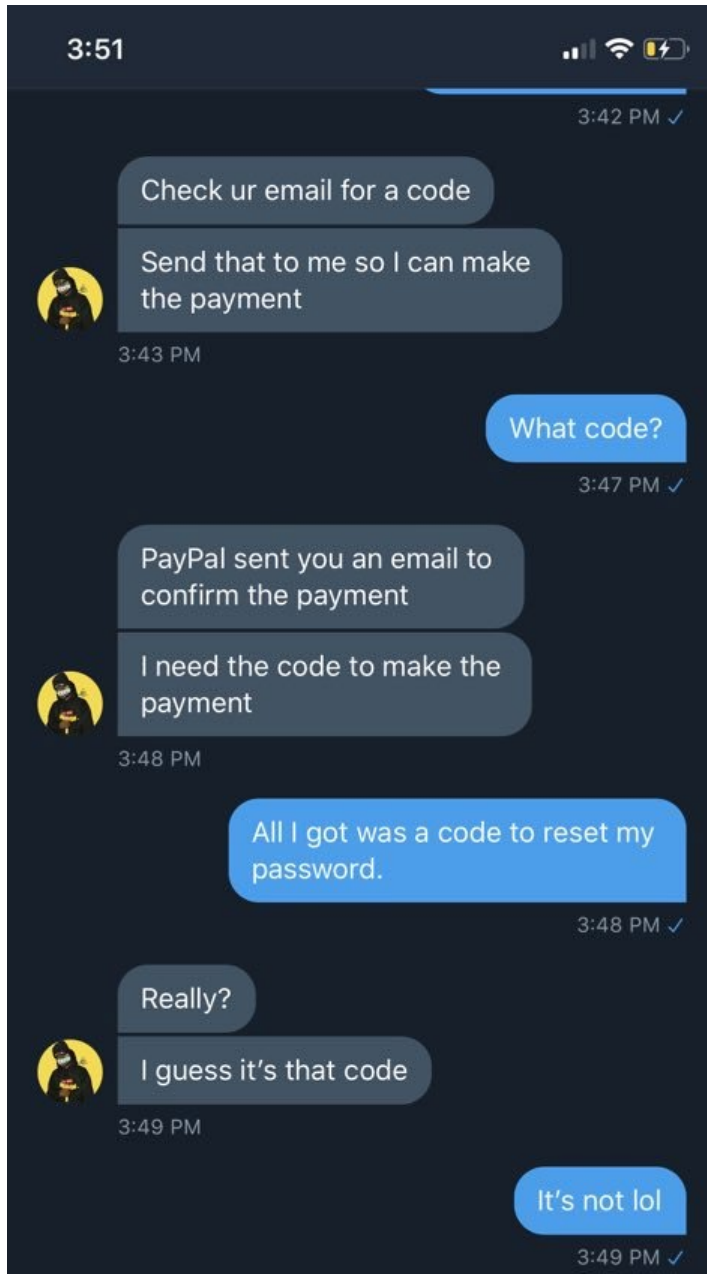 3:51
3:42 PM ✓
Check ur email for a code
Send that to me so I can make
the payment
3:43 PM
What code?
3:47 PM ✓
PayPal sent you an email to
confirm the payment
I need the code to make the
payment
3:48 PM
All I got was a code to reset my
password.
3:48 PM ✓
Really?
I guess it’s that code
3:49 PM
It’s not lol
3:49 PM ✓